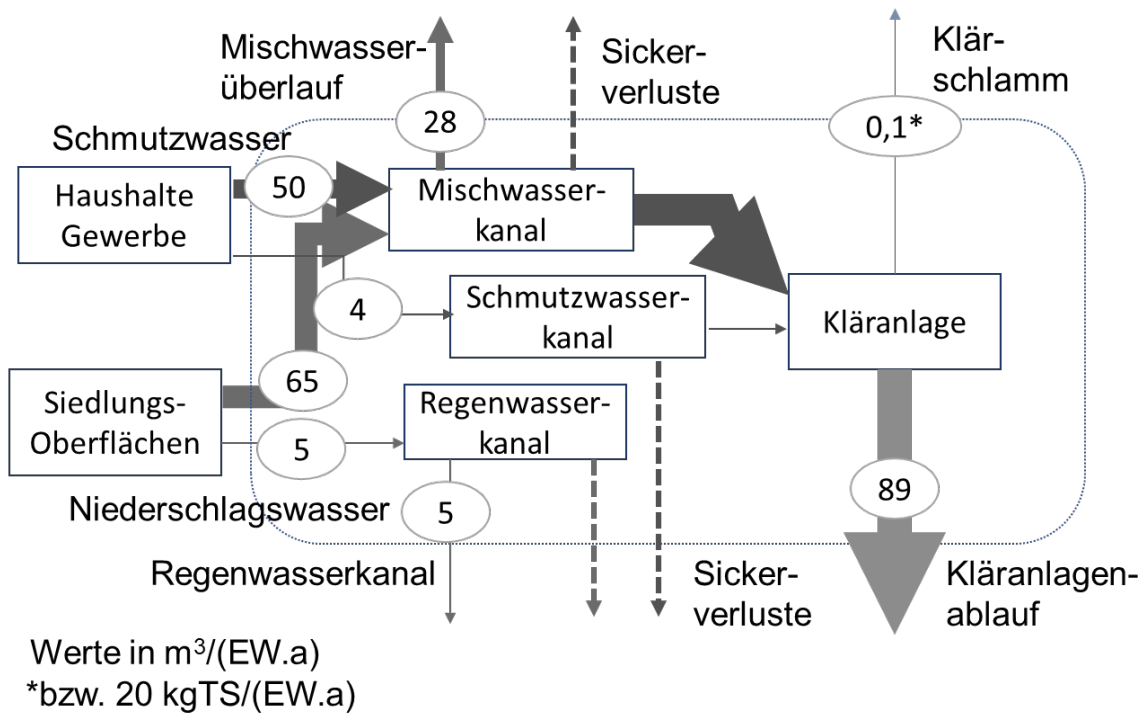 Mischwasser-
überlauf
Sicker-
verluste
Klär-
schlamm
28
0,1*
Schmutzwasser
50
Haushalte
Gewerbe
Mischwasser-
kanal
4
Schmutzwasser-
kanal
Kläranlage
65
Siedlungs-
Oberflächen
5
Regenwasser-
kanal
89
Niederschlagswasser
5
Regenwasserkanal
Sicker-
verluste
Kläranlagen-
ablauf
Werte in m³/(EW.a)
*bzw. 20 kgTS/(EW.a)